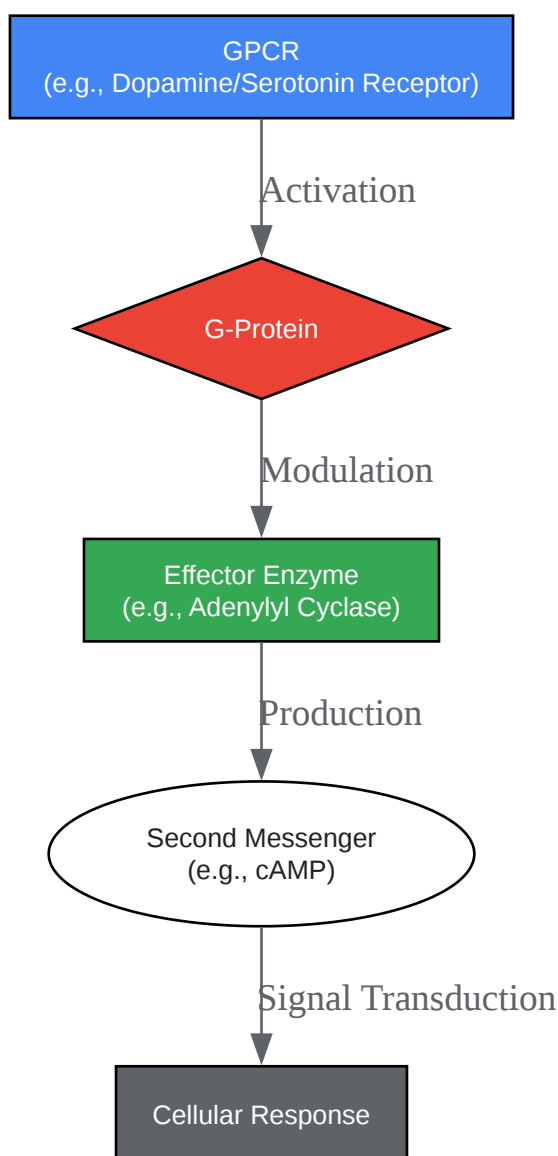 GPCR
(e.g., Dopamine/Serotonin Receptor)
Activation
G-Protein
Modulation
Effector Enzyme
(e.g., Adenylyl Cyclase)
Production
Second Messenger
(e.g., cAMP)
Signal Transduction
Cellular Response